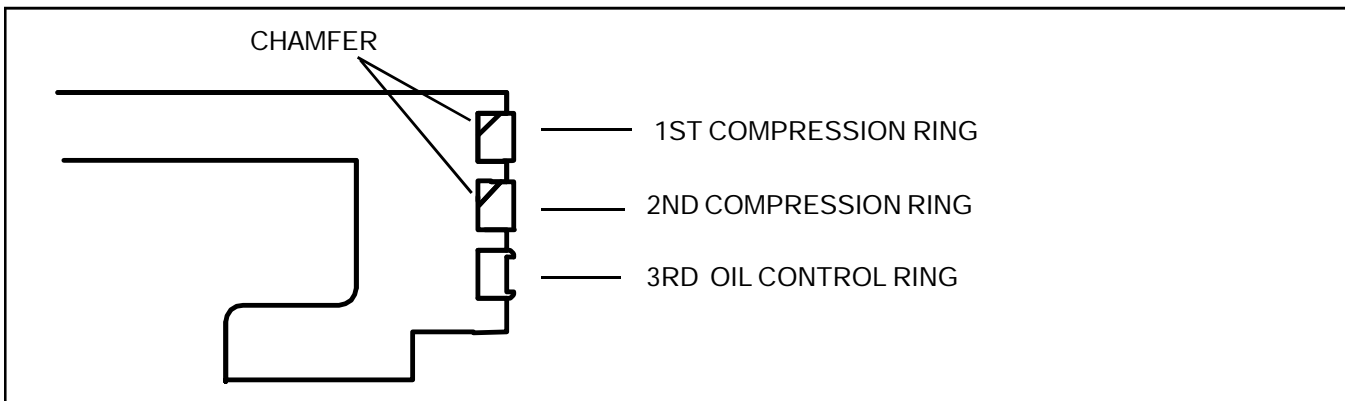 CHAMFER
1ST COMPRESSION RING
2ND COMPRESSION RING
3RD OIL CONTROL RING